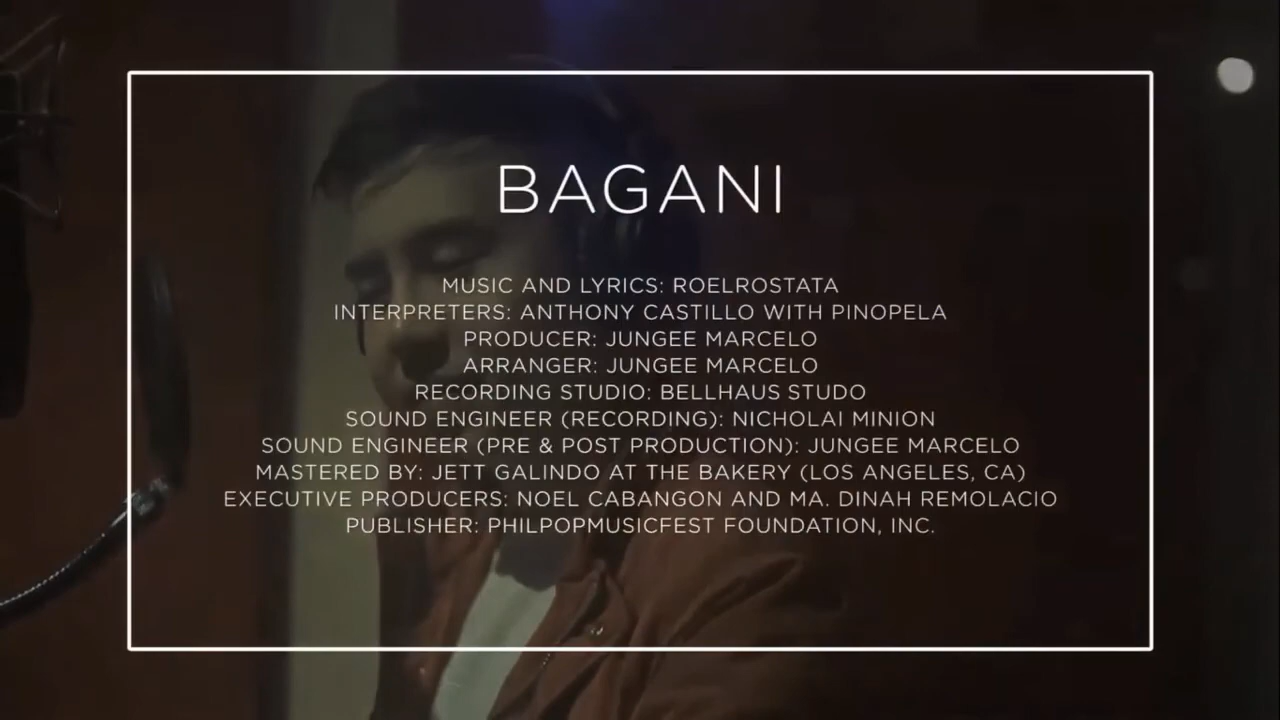 BAGANI
MUSIC AND LYRICS: ROELROSTATA
INTERPRETERS: ANTHONY CASTILLO WITH PINOPELA
PRODUCER: JUNGEE MARCELO
ARRANGER: JUNGEE MARCELO
RECORDING STUDIO: BELLHAUS STUDO
SOUND ENGINEER (RECORDING): NICHOLAI MINION
SOUND ENGINEER (PRE & POST PRODUCTION): JUNGEE MARCELO
MASTERED BY: JETT GALINDO AT THE BAKERY (LOS ANGELES, CA)
EXECUTIVE PRODUCERS: NOEL CABANGON AND MA. DINAH REMOLACIO
PUBLISHER: PHILPOPMUSICFEST FOUNDATION, INC.